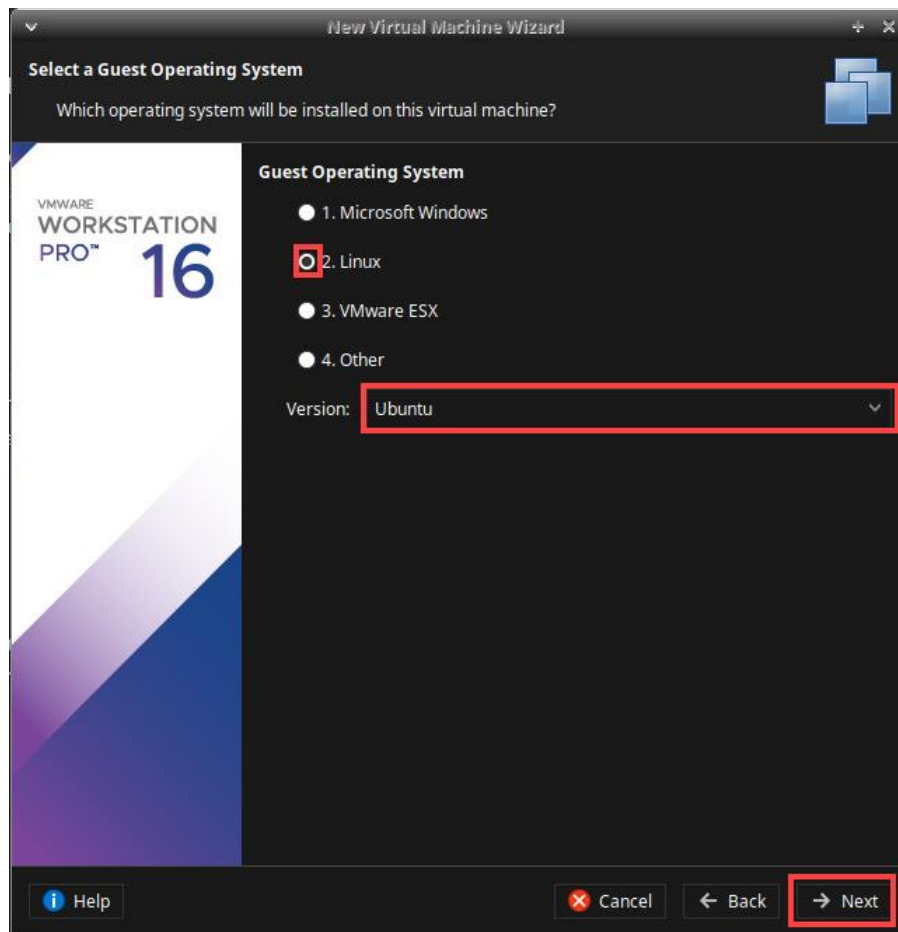 New Virtual Machine Wizard
Select a Guest Operating System
Which operating system will be installed on this virtual machine?
VMWARE
WORKSTATION
PRO™ 16
Guest Operating System
1. Microsoft Windows
2. Linux
3. VMware ESX
4. Other
Version: Ubuntu
Help Cancel Back Next